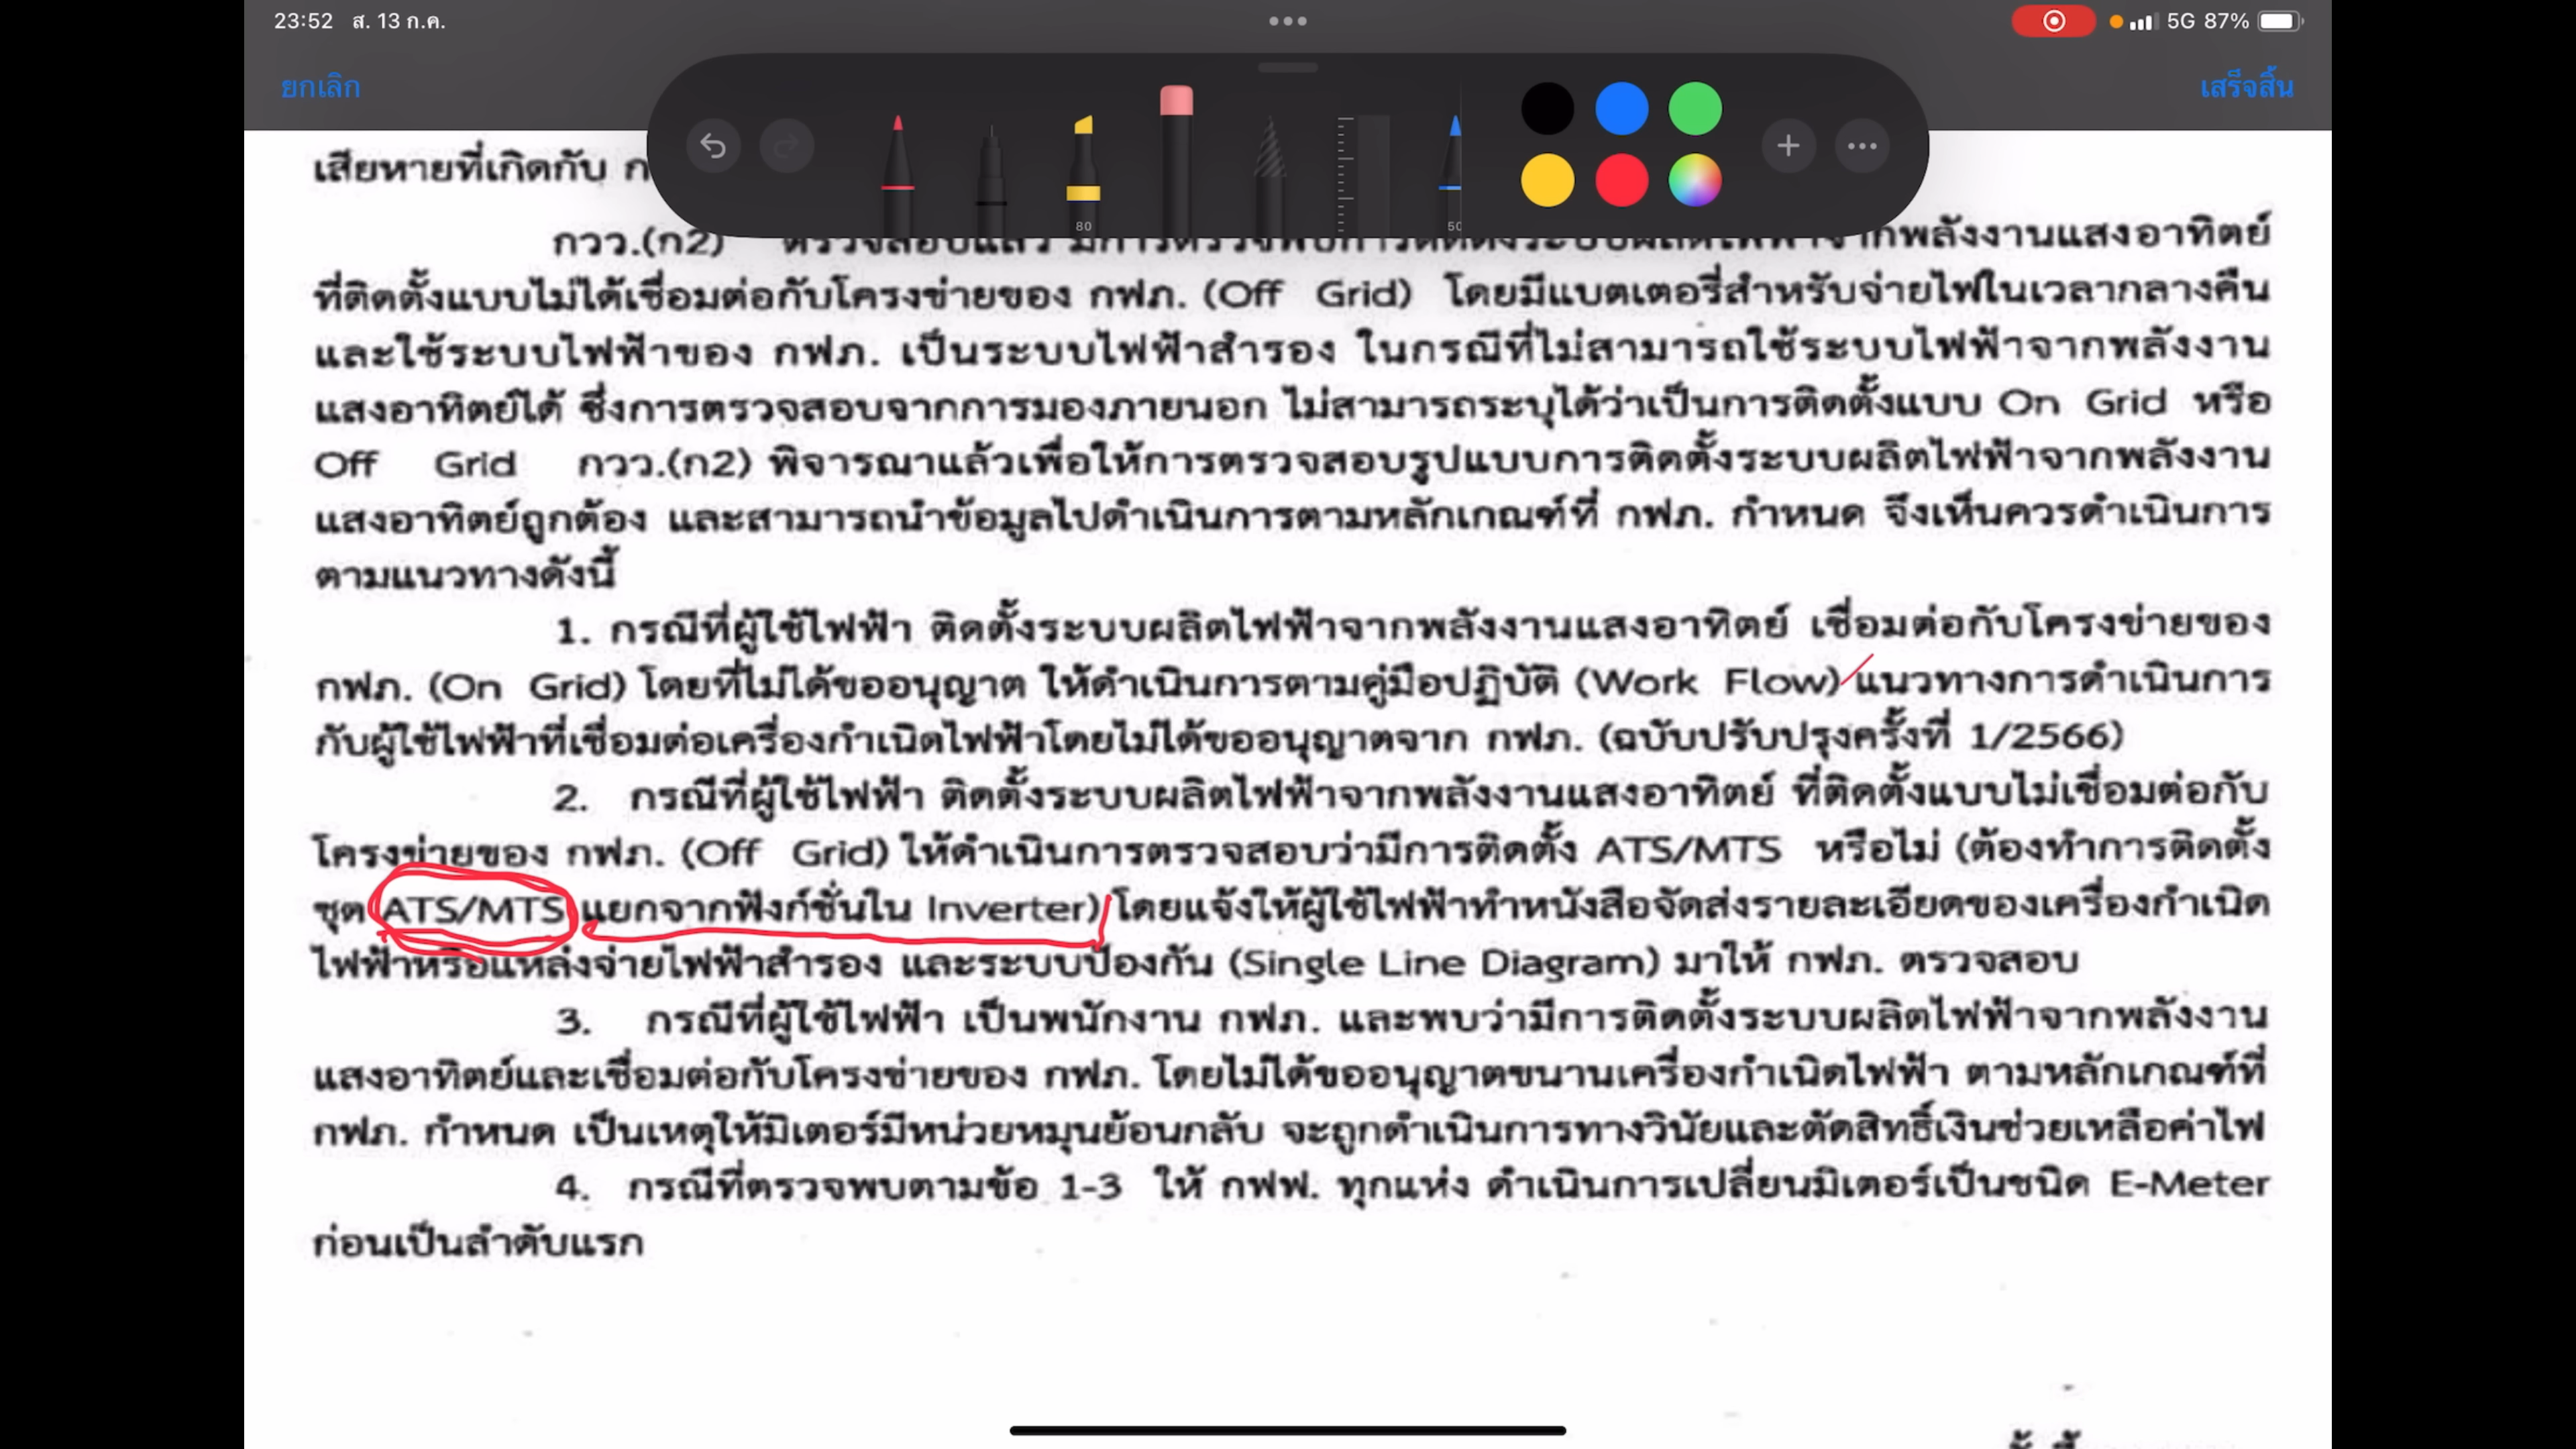 23:52 ส. 13 ก.ค.
5G 87%
ยกเลิก
เสร็จสิ้น
80
50
เสียหายที่เกิดกับ
กวว.(ก2) ตรวจสอบแล้ว มีการตรวจพบการติดตั้งระบบผลิตไฟฟ้าจากพลังงานแสงอาทิตย์
ที่ติดตั้งแบบไม่ได้เชื่อมต่อกับโครงข่ายของ กฟภ. (Off Grid) โดยมีแบตเตอรี่สำหรับจ่ายไฟในเวลากลางคืน
และใช้ระบบไฟฟ้าของ กฟภ. เป็นระบบไฟฟ้าสำรอง ในกรณีที่ไม่สามารถใช้ระบบไฟฟ้าจากพลังงาน
แสงอาทิตย์ได้ ซึ่งการตรวจสอบจากการมองภายนอก ไม่สามารถระบุได้ว่าเป็นการติดตั้งแบบ On Grid หรือ
Off Grid กวว.(ก2) พิจารณาแล้วเพื่อให้การตรวจสอบรูปแบบการติดตั้งระบบผลิตไฟฟ้าจากพลังงาน
แสงอาทิตย์ถูกต้อง และสามารถนำข้อมูลไปดำเนินการตามหลักเกณฑ์ที่ กฟภ. กำหนด จึงเห็นควรดำเนินการ
ตามแนวทางดังนี้
1. กรณีที่ผู้ใช้ไฟฟ้า ติดตั้งระบบผลิตไฟฟ้าจากพลังงานแสงอาทิตย์ เชื่อมต่อกับโครงข่ายของ
กฟภ. (On Grid) โดยที่ไม่ได้ขออนุญาต ให้ดำเนินการตามคู่มือปฏิบัติ (Work Flow) แนวทางการดำเนินการ
กับผู้ใช้ไฟฟ้าที่เชื่อมต่อเครื่องกำเนิดไฟฟ้าโดยไม่ได้ขออนุญาตจาก กฟภ. (ฉบับปรับปรุงครั้งที่ 1/2566)
2. กรณีที่ผู้ใช้ไฟฟ้า ติดตั้งระบบผลิตไฟฟ้าจากพลังงานแสงอาทิตย์ ที่ติดตั้งแบบไม่เชื่อมต่อกับ
โครงข่ายของ กฟภ. (Off Grid) ให้ดำเนินการตรวจสอบว่ามีการติดตั้ง ATS/MTS หรือไม่ (ต้องทำการติดตั้ง
ชุด ATS/MTS แยกจากฟังก์ชั่นใน Inverter) โดยแจ้งให้ผู้ใช้ไฟฟ้าทำหนังสือจัดส่งรายละเอียดของเครื่องกำเนิด
ไฟฟ้าหรือแหล่งจ่ายไฟฟ้าสำรอง และระบบป้องกัน (Single Line Diagram) มาให้ กฟภ. ตรวจสอบ
3. กรณีที่ผู้ใช้ไฟฟ้า เป็นพนักงาน กฟภ. และพบว่ามีการติดตั้งระบบผลิตไฟฟ้าจากพลังงาน
แสงอาทิตย์และเชื่อมต่อกับโครงข่ายของ กฟภ. โดยไม่ได้ขออนุญาตขนานเครื่องกำเนิดไฟฟ้า ตามหลักเกณฑ์ที่
กฟภ. กำหนด เป็นเหตุให้มิเตอร์มีหน่วยหมุนย้อนกลับ จะถูกดำเนินการทางวินัยและตัดสิทธิ์เงินช่วยเหลือค่าไฟ
4. กรณีที่ตรวจพบตามข้อ 1-3 ให้ กฟฟ. ทุกแห่ง ดำเนินการเปลี่ยนมิเตอร์เป็นชนิด E-Meter
ก่อนเป็นลำดับแรก